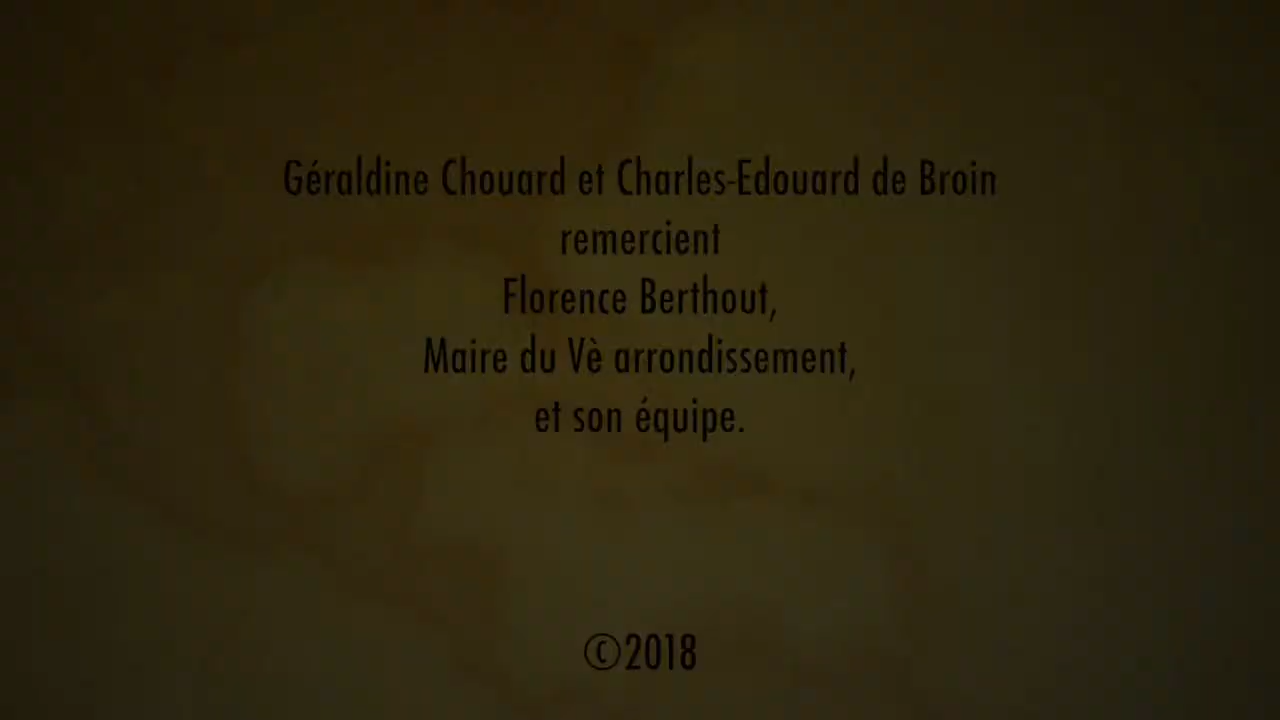 Géraldine Chouard et Charles-Edouard de Broin
remercient
Florence Berthout,
Maire du Vè arrondissement,
et son équipe.
©2018